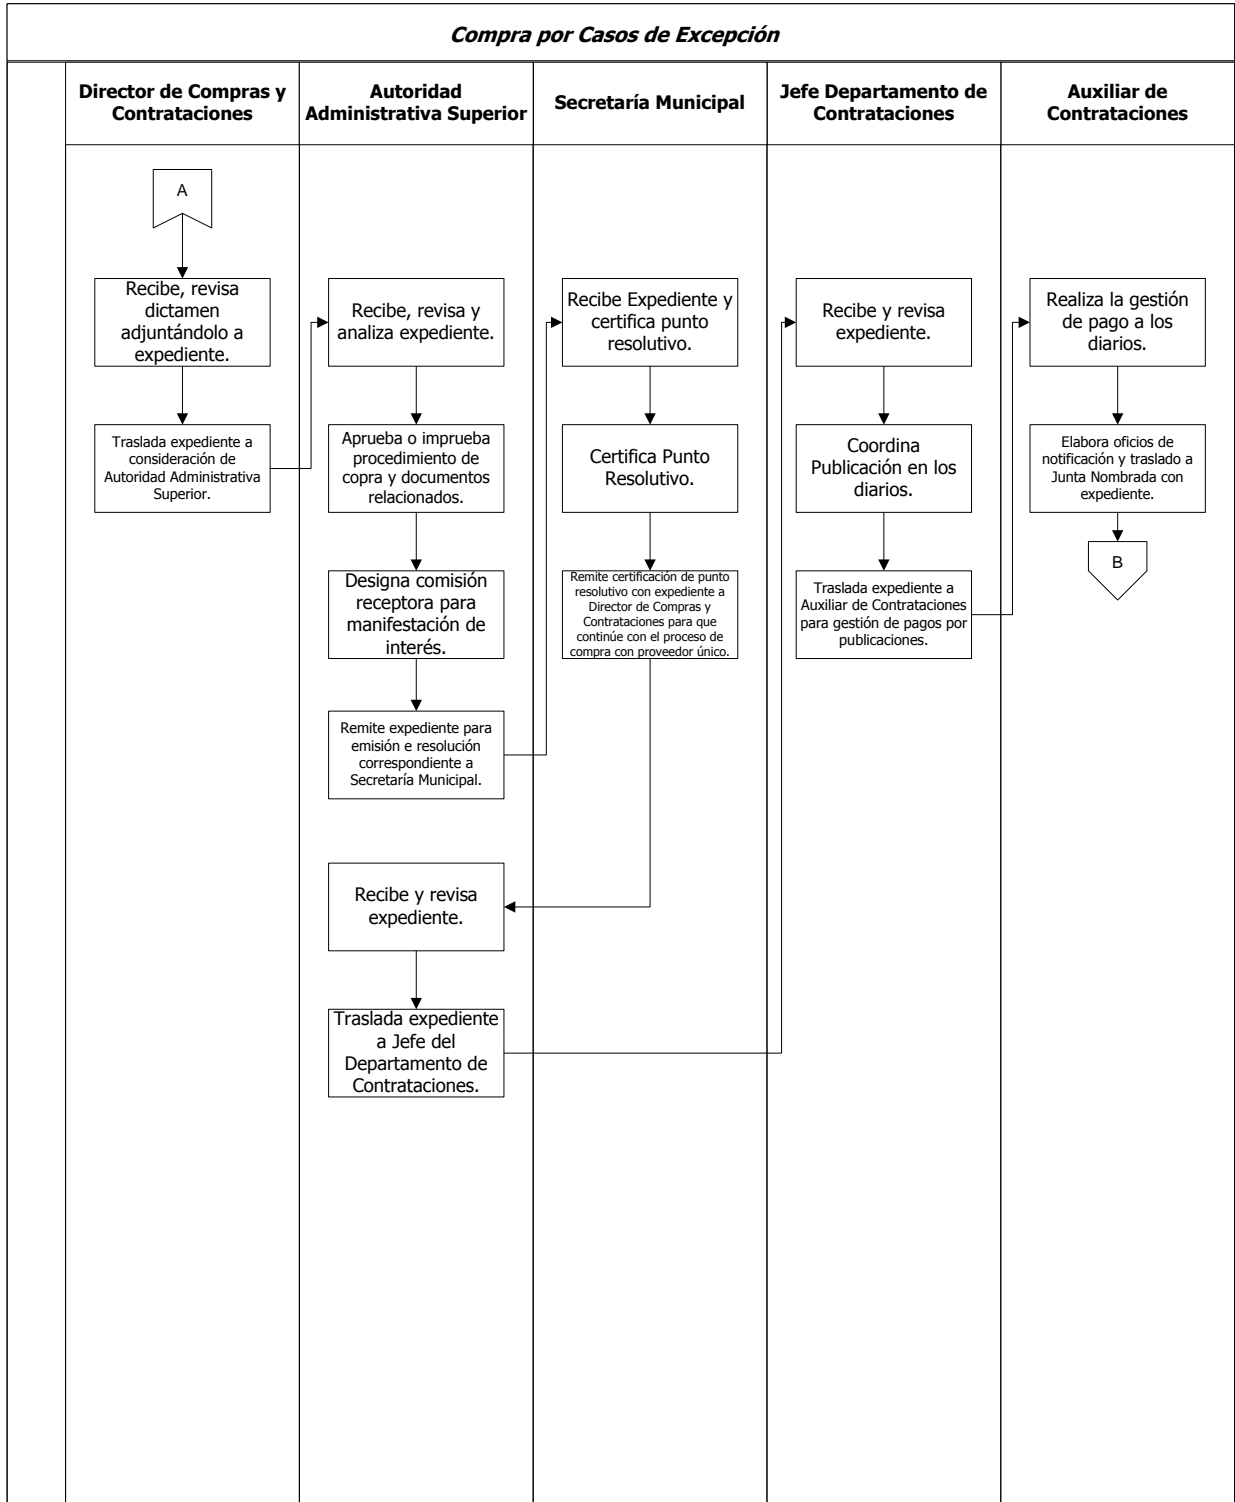 Compra por Casos de Excepción
Director de Compras y
Contrataciones
Autoridad
Administrativa Superior
Secretaría Municipal
Jefe Departamento de
Contrataciones
Auxiliar de
Contrataciones
A
Recibe, revisa
dictamen
adjuntándolo a
expediente.
Traslada expediente a
consideración de
Autoridad Administrativa
Superior.
Recibe, revisa y
analiza expediente.
Aprueba o imprueba
procedimiento de
copra y documentos
relacionados.
Designa comisión
receptora para
manifestación de
interés.
Remite expediente para
emisión e resolución
correspondiente a
Secretaría Municipal.
Recibe y revisa
expediente.
Traslada expediente
a Jefe del
Departamento de
Contrataciones.
Recibe Expediente y
certifica punto
resolutivo.
Certifica Punto
Resolutivo.
Remite certificación de punto
resolutivo con expediente a
Director de Compras y
Contrataciones para que
continúe con el proceso de
compra con proveedor único.
Recibe y revisa
expediente.
Coordina
Publicación en los
diarios.
Traslada expediente a
Auxiliar de Contrataciones
para gestión de pagos por
publicaciones.
Realiza la gestión
de pago a los
diarios.
Elabora oficios de
notificación y traslado a
Junta Nombrada con
expediente.
B